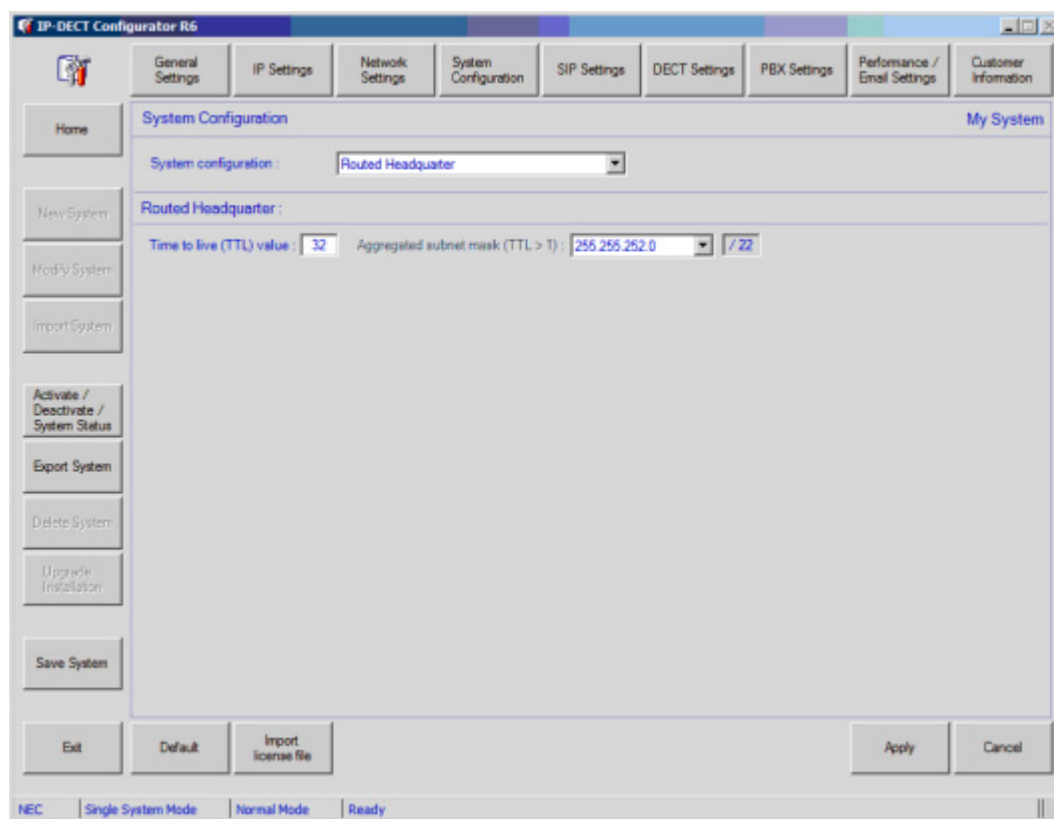 IP-DECT Configurator R6
General Settings
IP Settings
Network Settings
System Configuration
SIP Settings
DECT Settings
PBX Settings
Performance / Email Settings
Customer Information
Home
New System
Modify System
Import System
Activate / Deactivate / System Status
Export System
Delete System
Upgrade Installation
Save System
Exit
System Configuration
My System
System configuration :
Routed Headquarter
Routed Headquarter :
Time to live (TTL) value : 32
Aggregated subnet mask (TTL > 1) : 255.255.252.0 / 22
Default
Import license file
Apply
Cancel
NEC
Single System Mode
Normal Mode
Ready